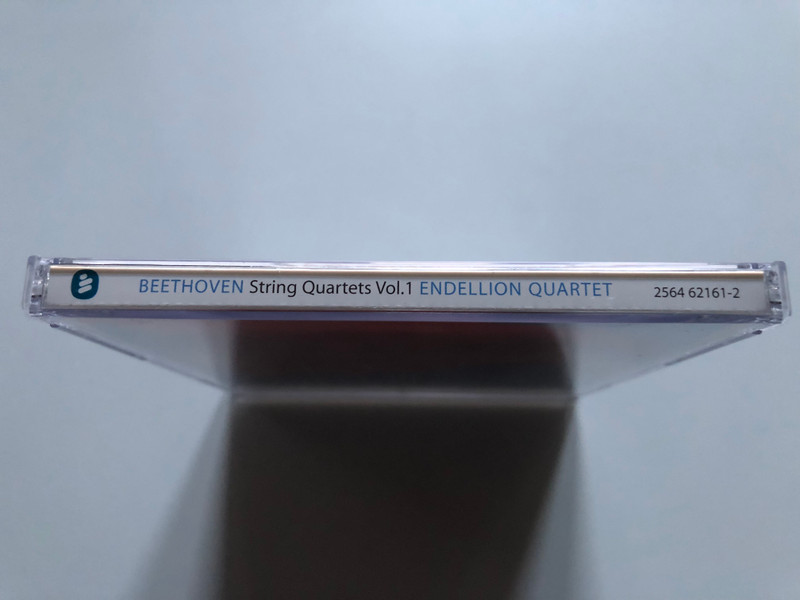 BEETHOVEN String Quartets Vol.1 ENDELLION QUARTET 2564 62161-2